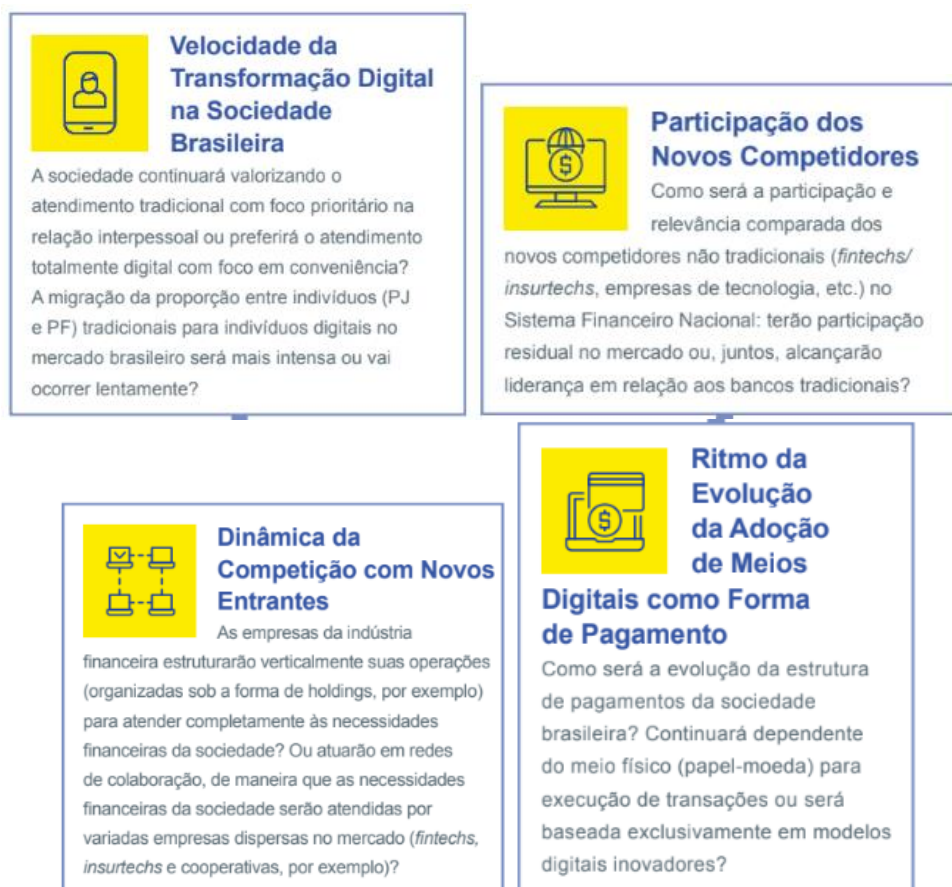 Velocidade da
Transformação Digital
na Sociedade
Brasileira
A sociedade continuará valorizando o
atendimento tradicional com foco prioritário na
relação interpessoal ou preferirá o atendimento
totalmente digital com foco em conveniência?
A migração da proporção entre indivíduos (PJ
e PF) tradicionais para indivíduos digitais no
mercado brasileiro será mais intensa ou vai
ocorrer lentamente?
Participação dos
Novos Competidores
$
Como será a participação e
relevância comparada dos
novos competidores não tradicionais (fintechs/
insurtechs, empresas de tecnologia, etc.) no
Sistema Financeiro Nacional: terão participação
residual no mercado ou, juntos, alcançarão
liderança em relação aos bancos tradicionais?
Dinâmica da
Competição com Novos
Entrantes
As empresas da indústria
financeira estruturarão verticalmente suas operações
(organizadas sob a forma de holdings, por exemplo)
para atender completamente às necessidades
financeiras da sociedade? Ou atuarão em redes
de colaboração, de maneira que as necessidades
financeiras da sociedade serão atendidas por
variadas empresas dispersas no mercado (fintechs,
insurtechs e cooperativas, por exemplo)?
Ritmo da
Evolução
da Adoção
de Meios
$
Digitais como Forma
de Pagamento
Como será a evolução da estrutura
de pagamentos da sociedade
brasileira? Continuará dependente
do meio físico (papel-moeda) para
execução de transações ou será
baseada exclusivamente em modelos
digitais inovadores?